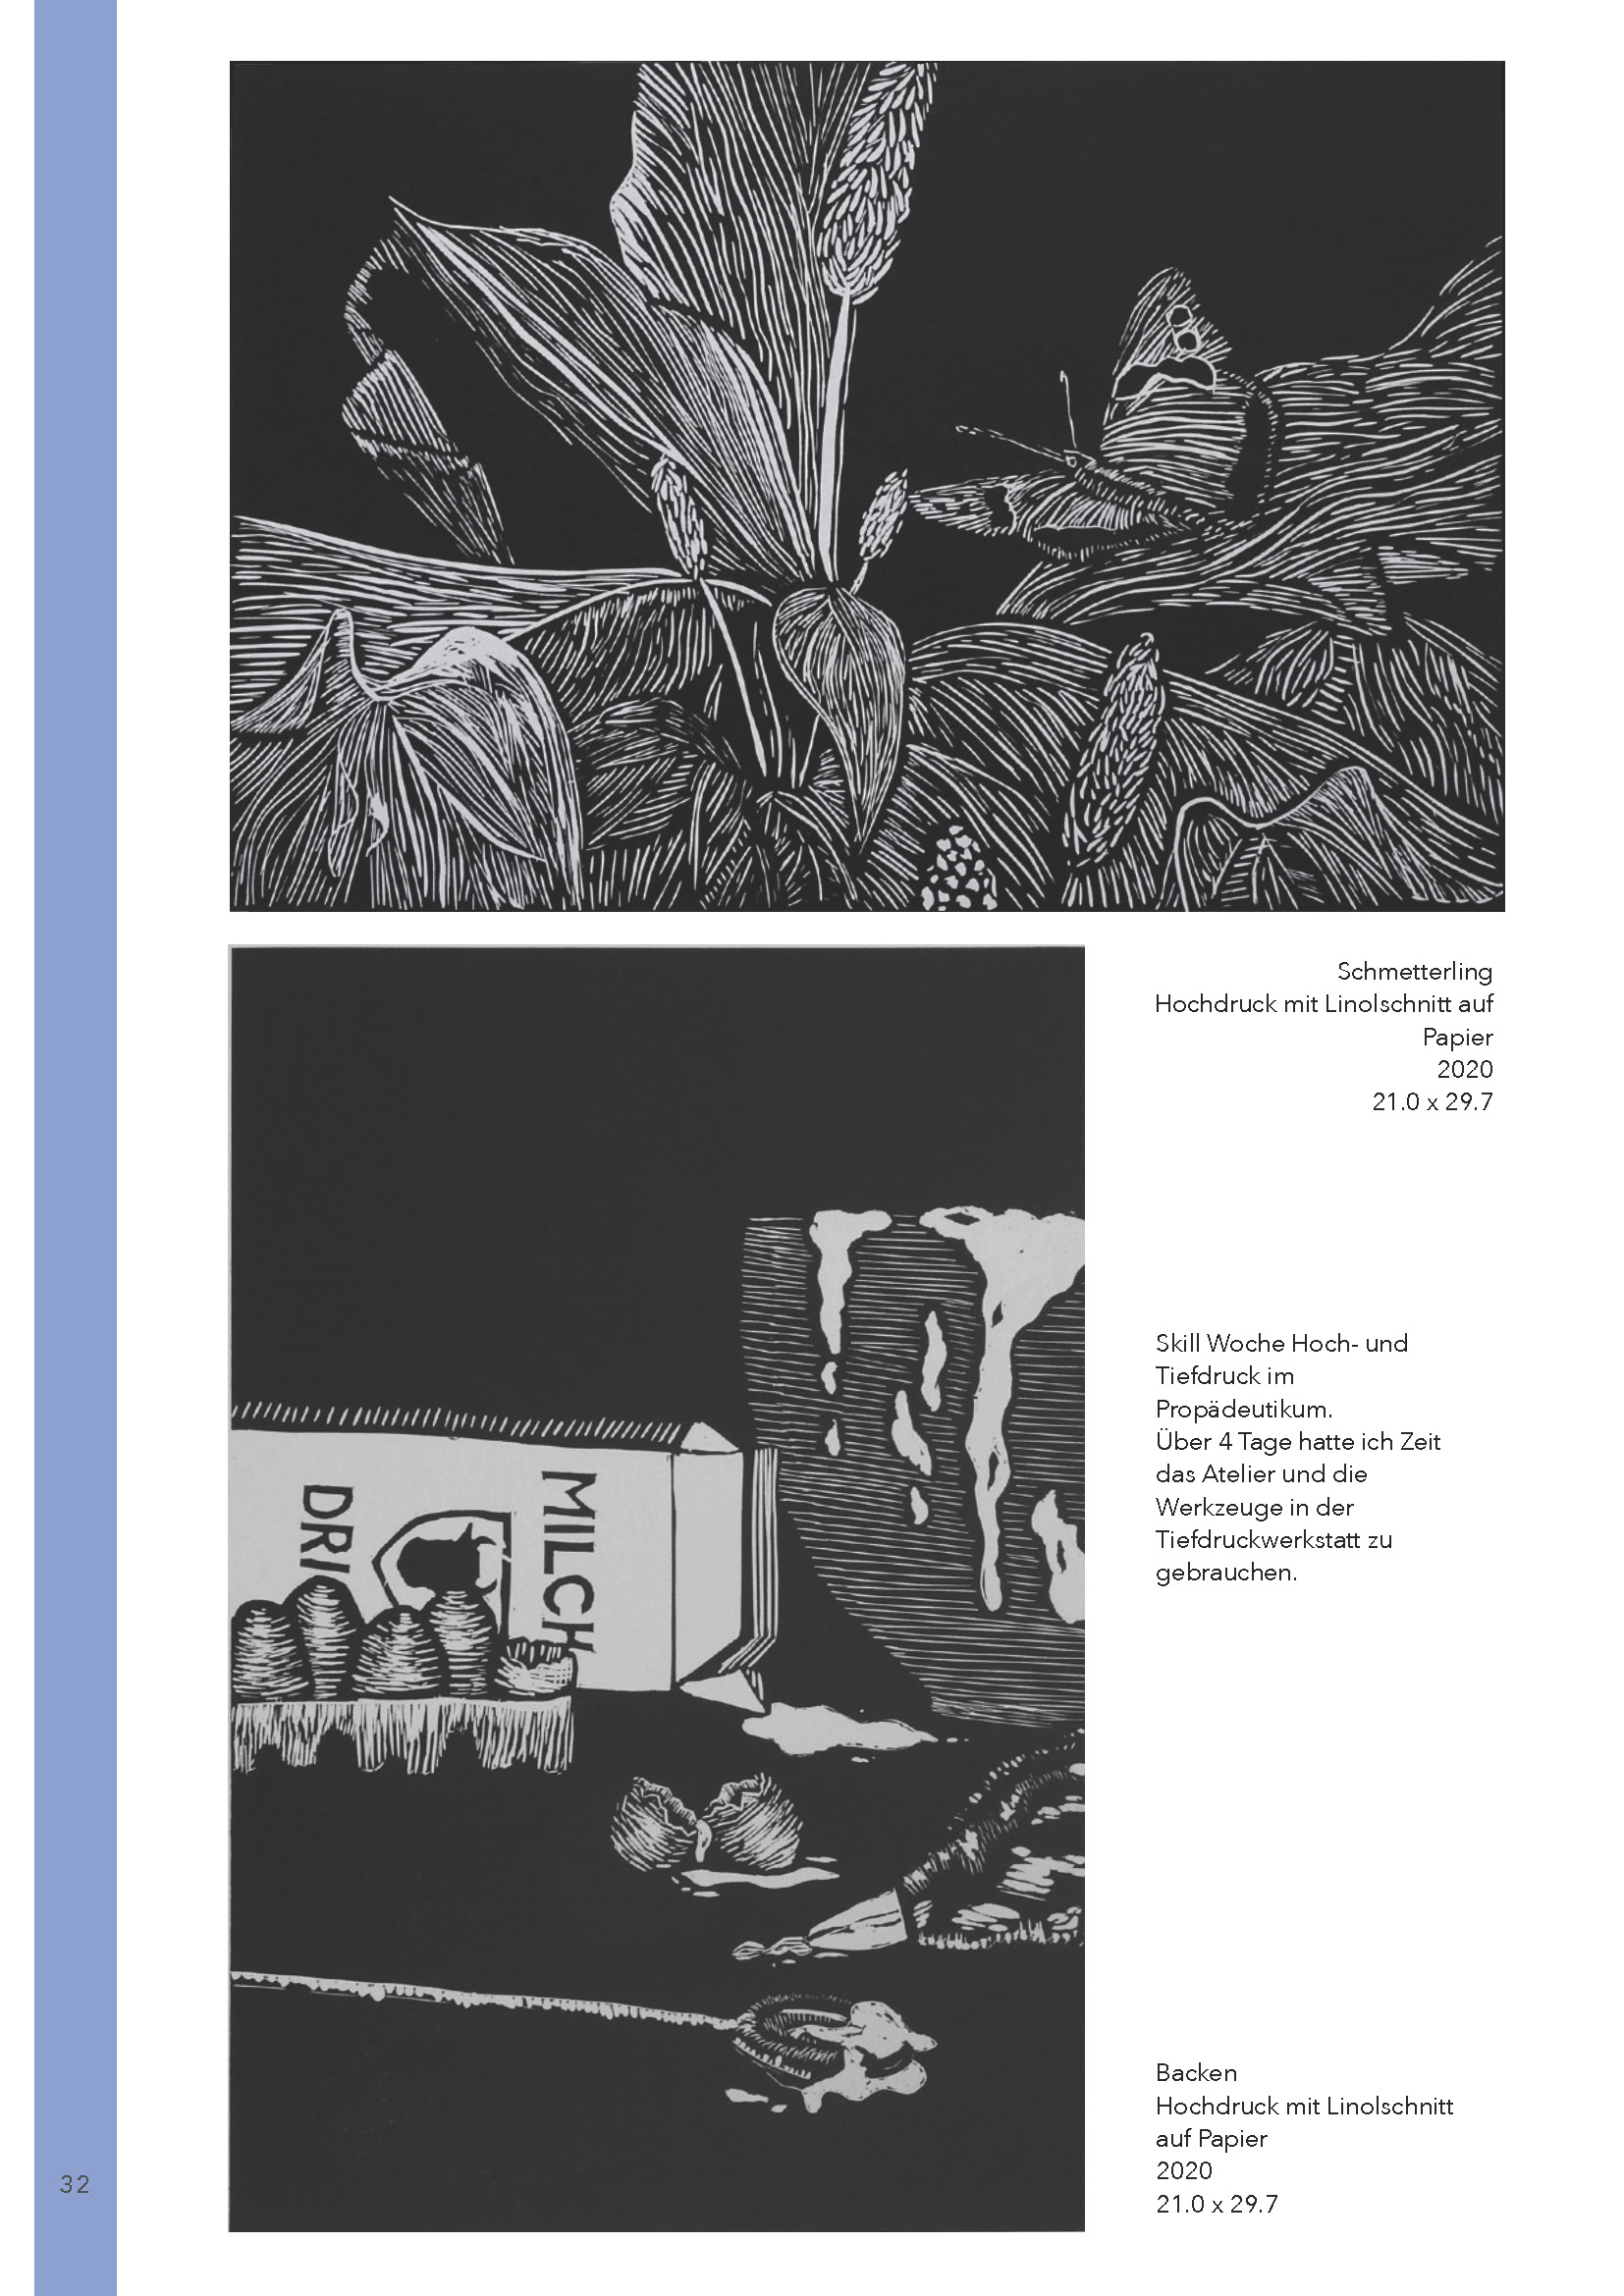 Schmetterling
Hochdruck mit Linolschnitt auf
Papier
2020
21.0 x 29.7
DRI
MILCH
Skill Woche Hoch- und
Tiefdruck im
Propädeutikum.
Über 4 Tage hatte ich Zeit
das Atelier und die
Werkzeuge in der
Tiefdruckwerkstatt zu
gebrauchen.
Backen
Hochdruck mit Linolschnitt
auf Papier
2020
21.0 x 29.7
32